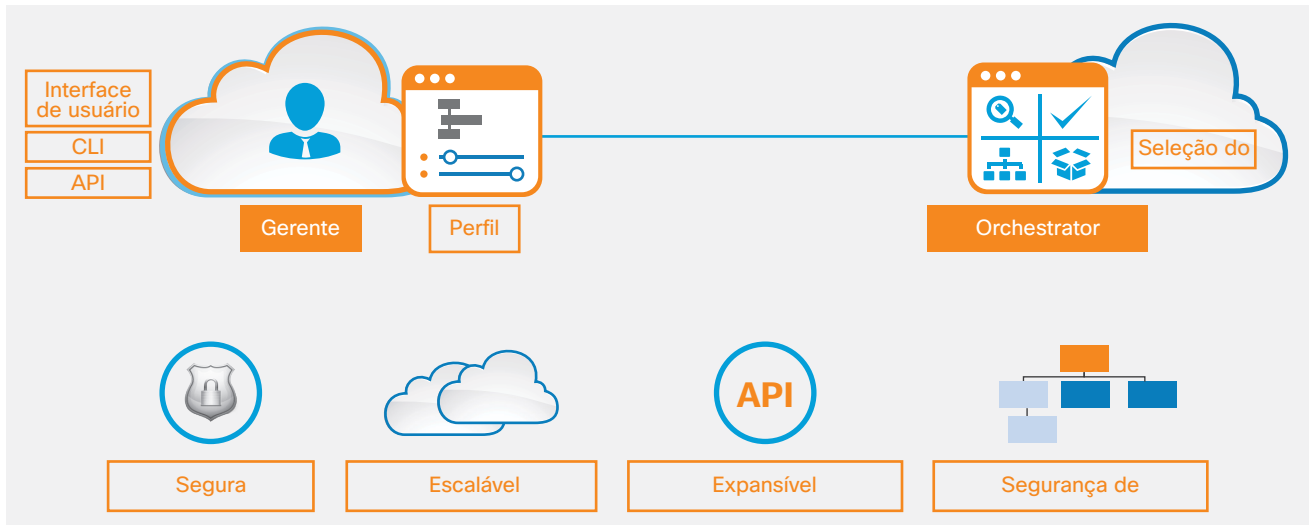 Interface
de usuário
CLI
API
Seleção do
Gerente
Perfil
Orchestrator
API
Segura
Escalável
Expansível
Segurança de